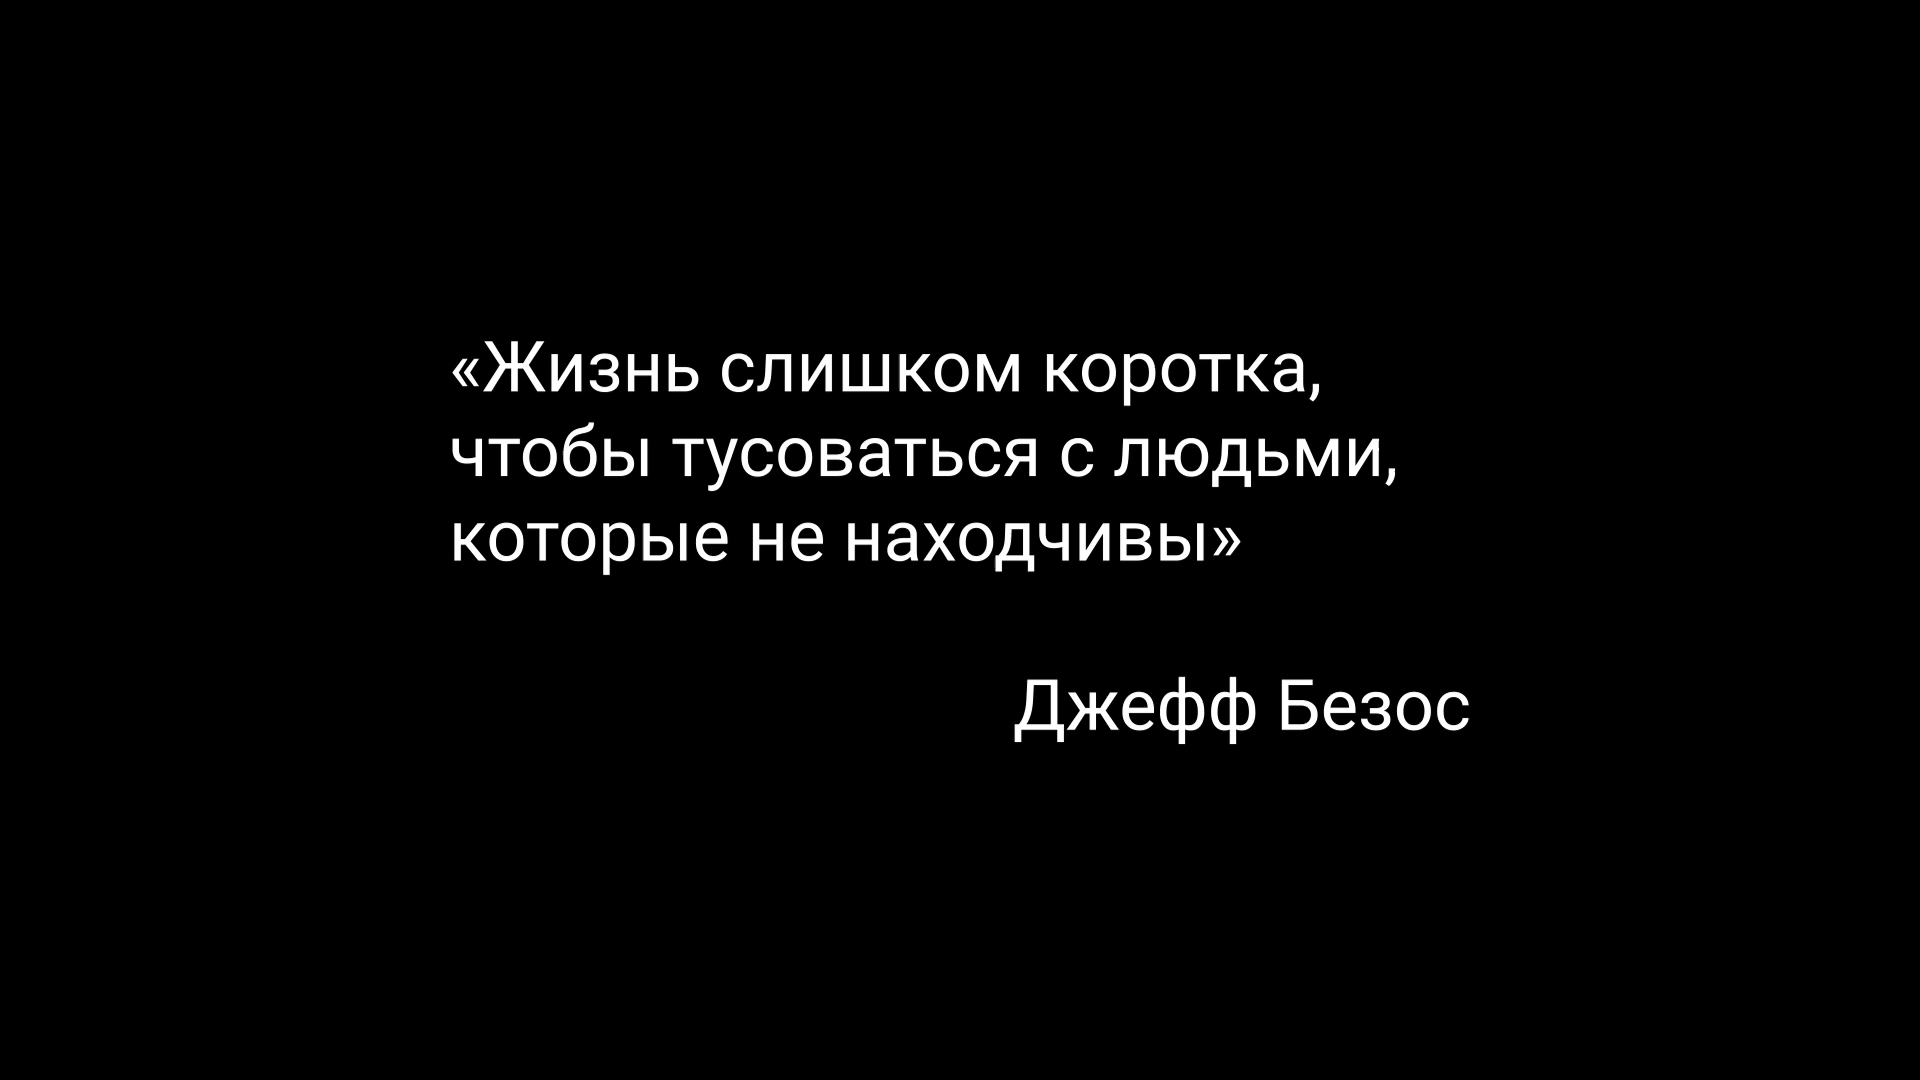 «Жизнь слишком коротка,
чтобы тусоваться с людьми,
которые не находчивы»
Джефф Безос